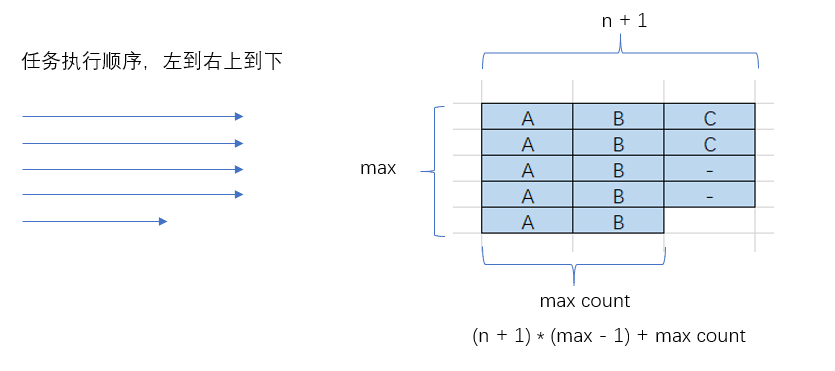 n + 1
任务执行顺序，左到右上到下
A B C
A B C
max
A B -
A B -
A B
max count
(n + 1) * (max - 1) + max count